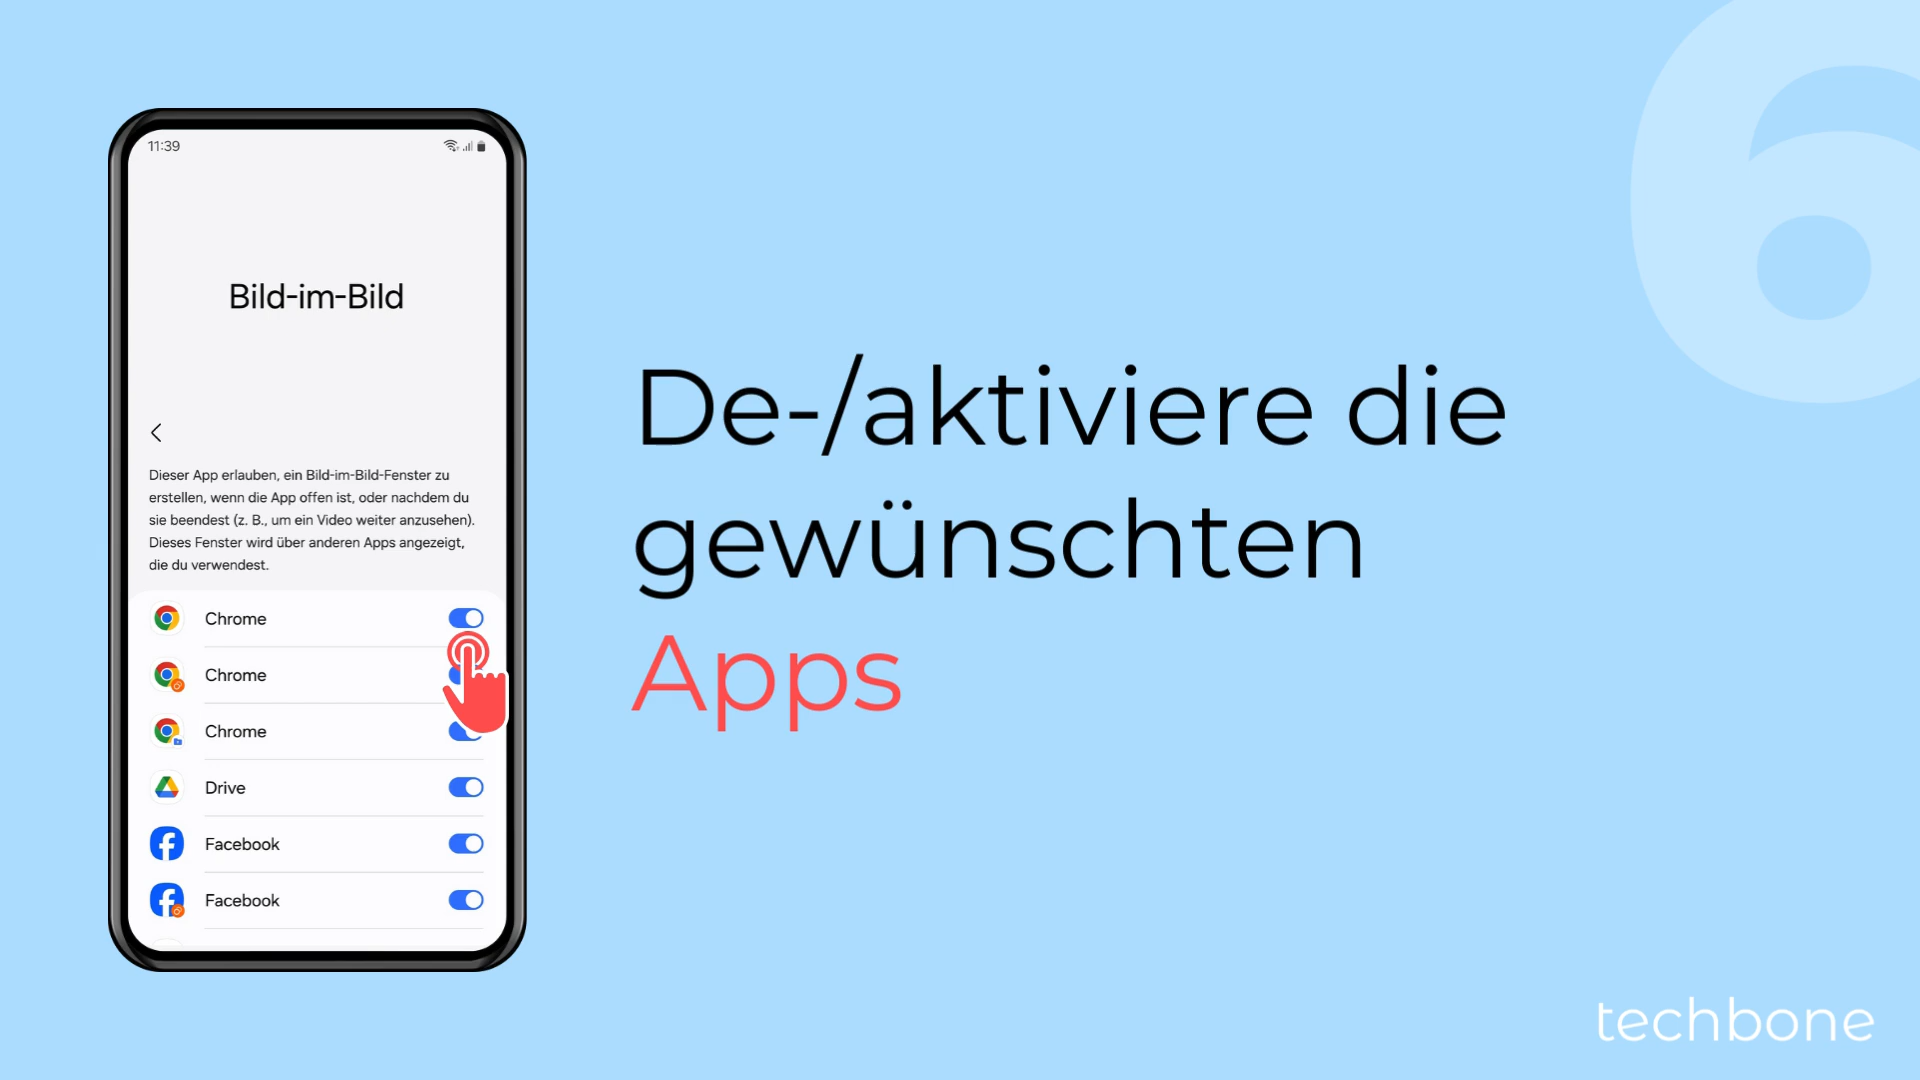 11:39
Bild-im-Bild
Dieser App erlauben, ein Bild-im-Bild-Fenster zu
erstellen, wenn die App offen ist, oder nachdem du
sie beendest (z. B., um ein Video weiter anzusehen).
Dieses Fenster wird über anderen Apps angezeigt,
die du verwendest.
Chrome
Chrome
Chrome
Drive
Facebook
Facebook
De-/aktiviere die
gewünschten
Apps
6
techbone